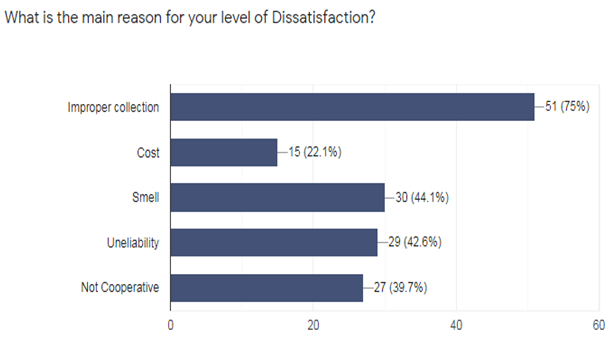 What is the main reason for your level of Dissatisfaction?
Improper collection 51 (75%)
Cost 15 (22.1%)
Smell 30 (44.1%)
Uneliability 29 (42.6%)
Not Cooperative 27 (39.7%)
0 20 40 60